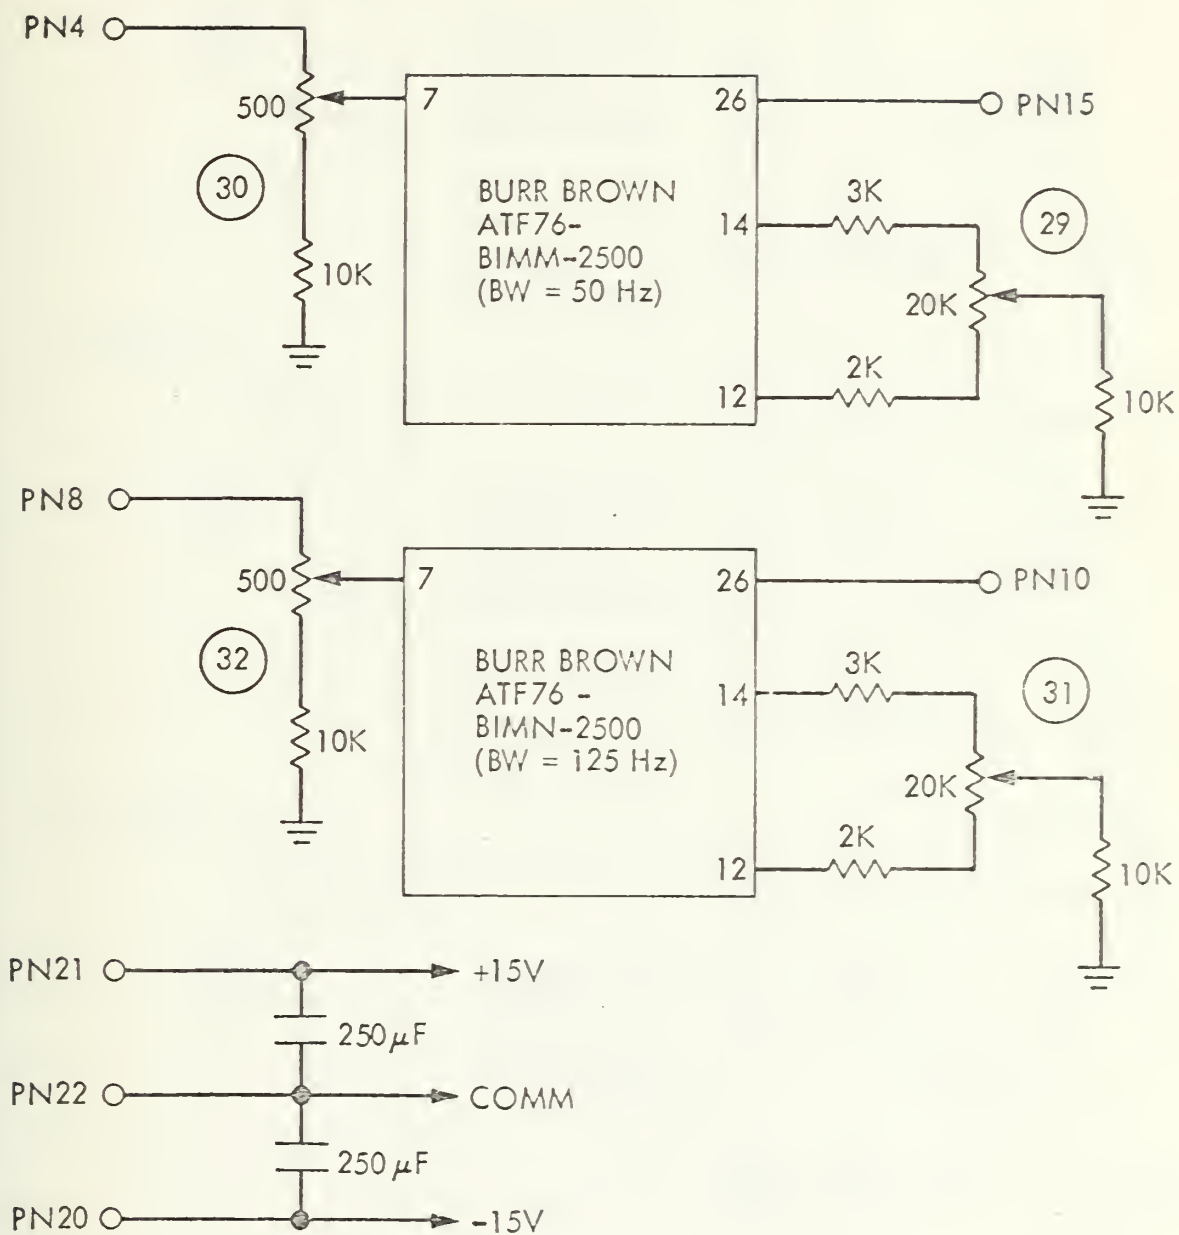 PN4
500
30
10K
7
26
BURR BROWN
ATF76-
BIMM-2500
(BW = 50 Hz)
14
12
PN15
3K
29
20K
2K
10K
PN8
500
32
10K
7
26
BURR BROWN
ATF76 -
BIMN-2500
(BW = 125 Hz)
14
12
PN10
3K
31
20K
2K
10K
PN21
+15V
250 μF
PN22
COMM
250 μF
PN20
-15V